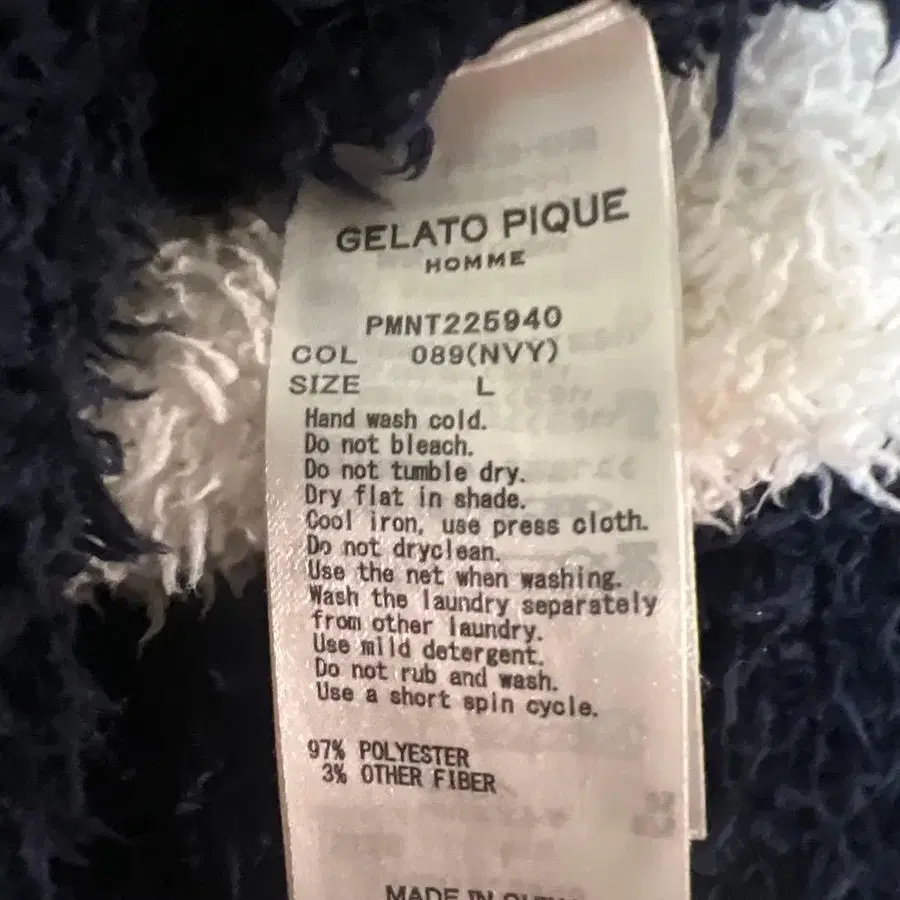 GELATO PIQUE
HOMME
PMNT225940
COL 089(NVY)
SIZE L
Hand wash cold.
Do not bleach.
Do not tumble dry.
Dry flat in shade.
Cool iron, use press cloth.
Do not dryclean.
Use the net when washing.
Wash the laundry separately
from other laundry.
Use mild detergent.
Do not rub and wash.
Use a short spin cycle.
97% POLYESTER
3% OTHER FIBER
MADE IN